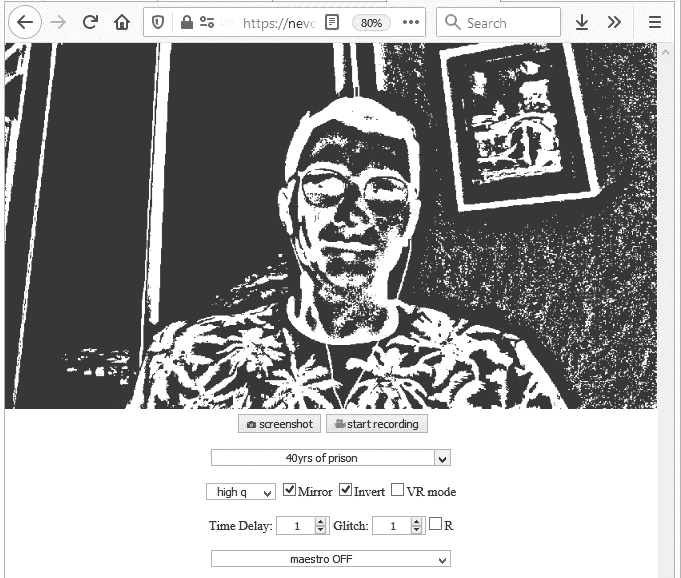 https://nevc 80% Search
screenshot start recording
40yrs of prison
high q Mirror Invert VR mode
Time Delay: 1 Glitch: 1 R
maestro OFF